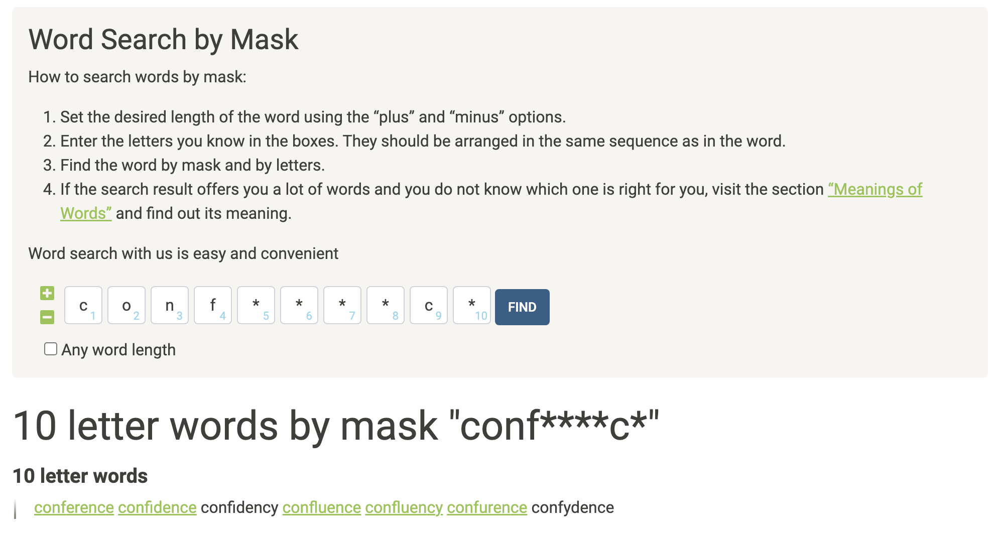 Word Search by Mask
How to search words by mask:
1. Set the desired length of the word using the “plus” and “minus” options.
2. Enter the letters you know in the boxes. They should be arranged in the same sequence as in the word.
3. Find the word by mask and by letters.
4. If the search result offers you a lot of words and you do not know which one is right for you, visit the section “Meanings of
Words” and find out its meaning.
Word search with us is easy and convenient
+ c 1 o 2 n 3 f 4 * 5 * 6 * 7 * 8 c 9 * 10 FIND
−
Any word length
10 letter words by mask "conf****c*"
10 letter words
conference confidence confidency confluence confluency confurence confydence